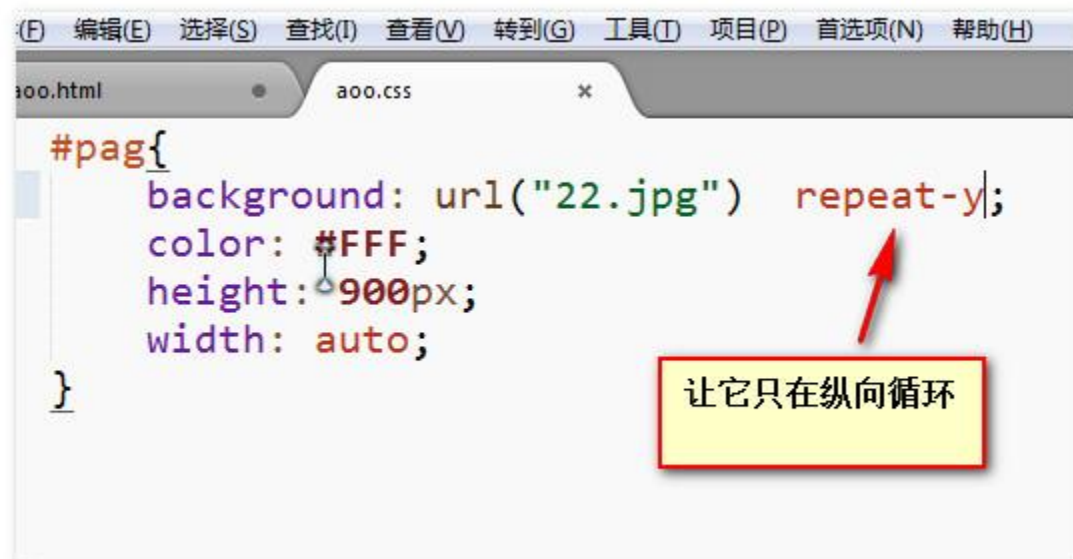 (F) 编辑(E) 选择(S) 查找(I) 查看(V) 转到(G) 工具(T) 项目(P) 首选项(N) 帮助(H)
aoo.html aoo.css ×
#pag{
background: url("22.jpg") repeat-y;
color: #FFF;
height: 900px;
width: auto;
}
让它只在纵向循环